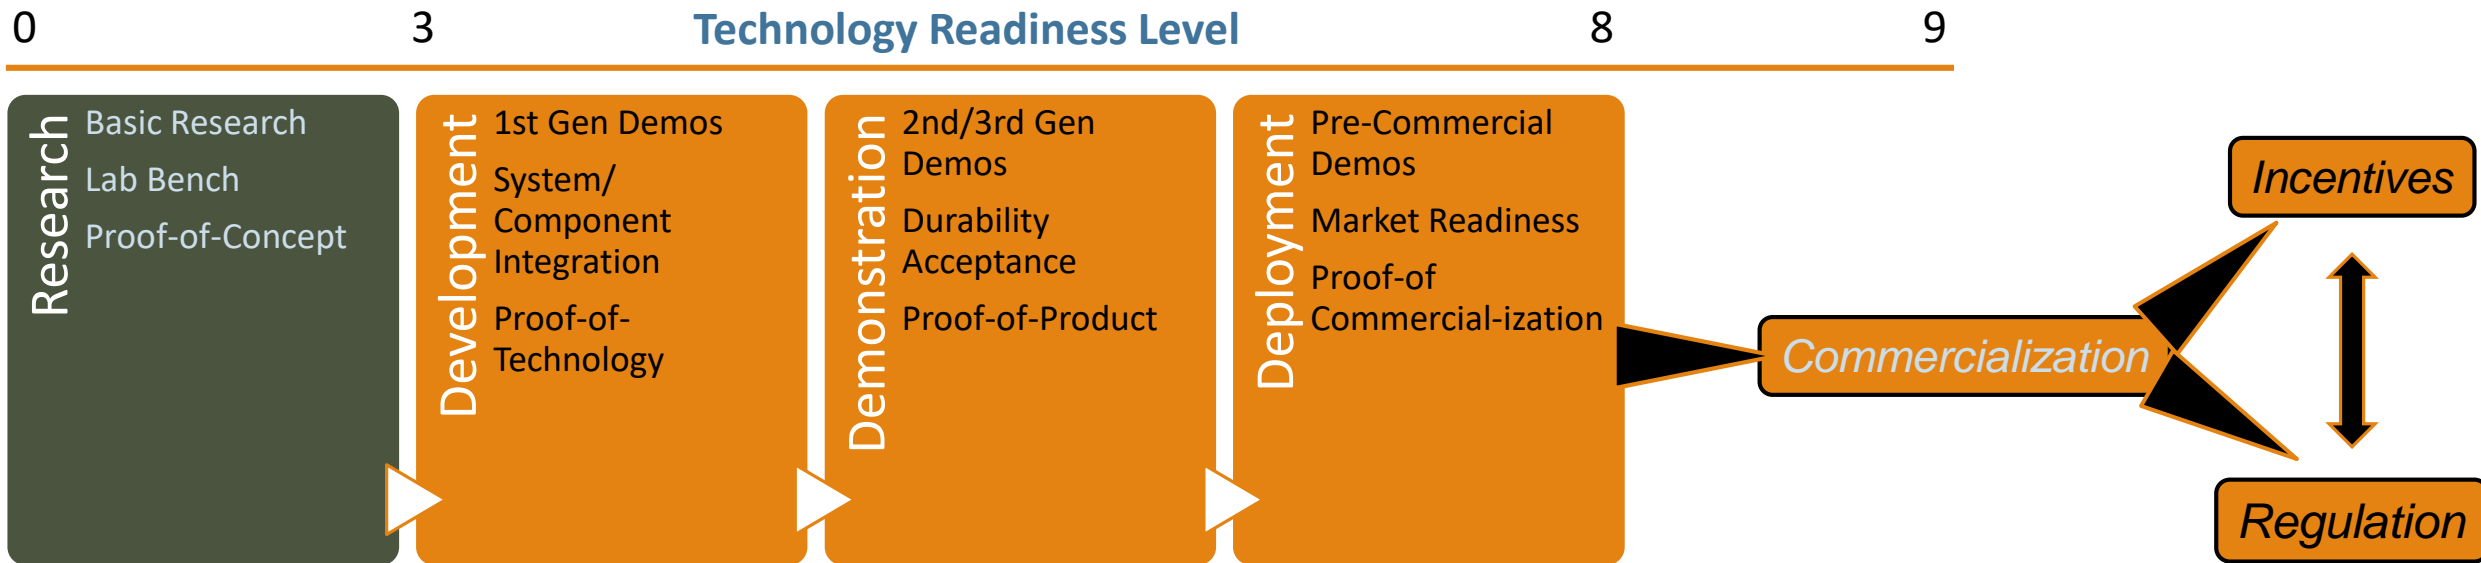 0 3 Technology Readiness Level 8 9
Research
Basic Research
Lab Bench
Proof-of-Concept
Development
1st Gen Demos
System/
Component
Integration
Proof-of-
Technology
Demonstration
2nd/3rd Gen
Demos
Durability
Acceptance
Proof-of-Product
Deployment
Pre-Commercial
Demos
Market Readiness
Proof-of
Commercial-ization
Commercialization
Incentives
Regulation